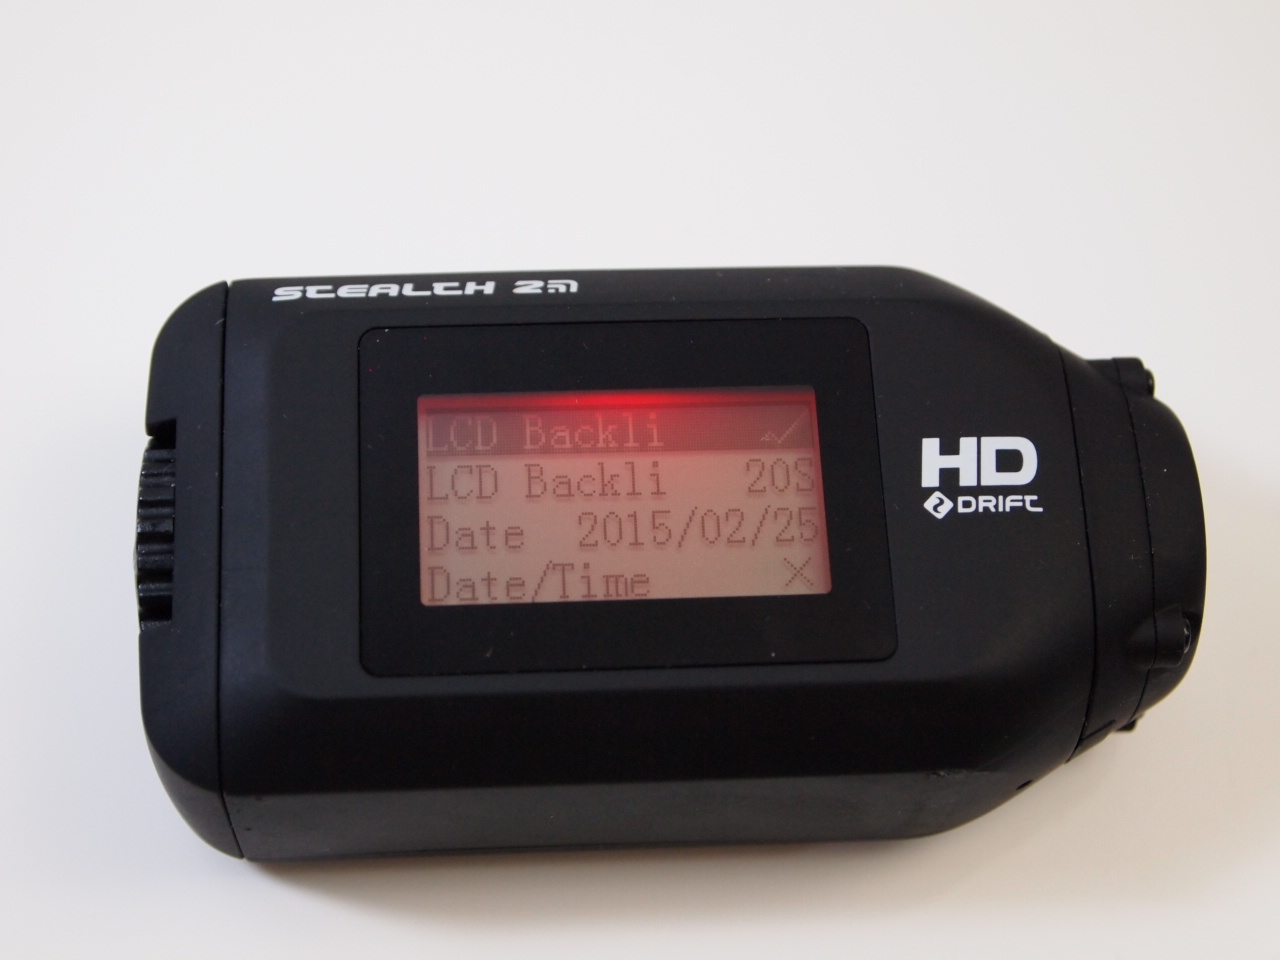 STEALTH 2
HD
DRIFT
LCD Backli ✓
LCD Backli 20S
Date 2015/02/25
Date/Time ×